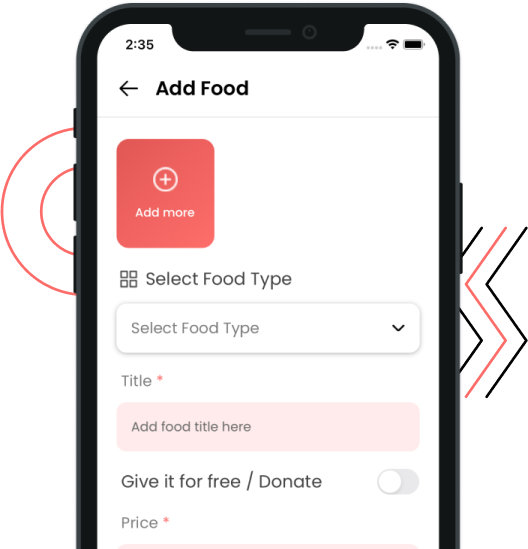 2:35
Add Food
Add more
Select Food Type
Select Food Type
Title *
Add food title here
Give it for free / Donate
Price *